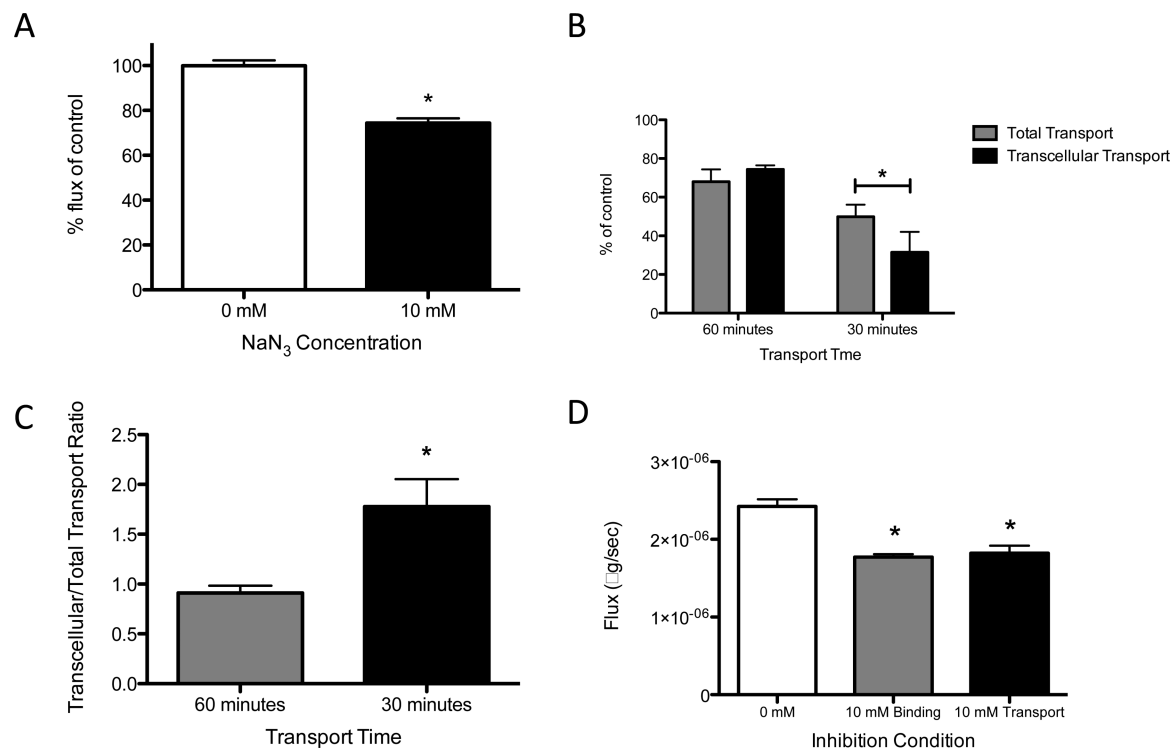 A
% flux of control
100
80
60
40
20
0
*
0 mM
10 mM
NaN3 Concentration
B
% of control
100
80
60
40
20
0
*
60 minutes
30 minutes
Transport Tme
Total Transport
Transcellular Transport
C
Transcellular/Total Transport Ratio
2.5
2.0
1.5
1.0
0.5
0.0
*
60 minutes
30 minutes
Transport Time
D
Flux (□g/sec)
3×10-06
2×10-06
1×10-06
0
*
*
0 mM
10 mM Binding
10 mM Transport
Inhibition Condition